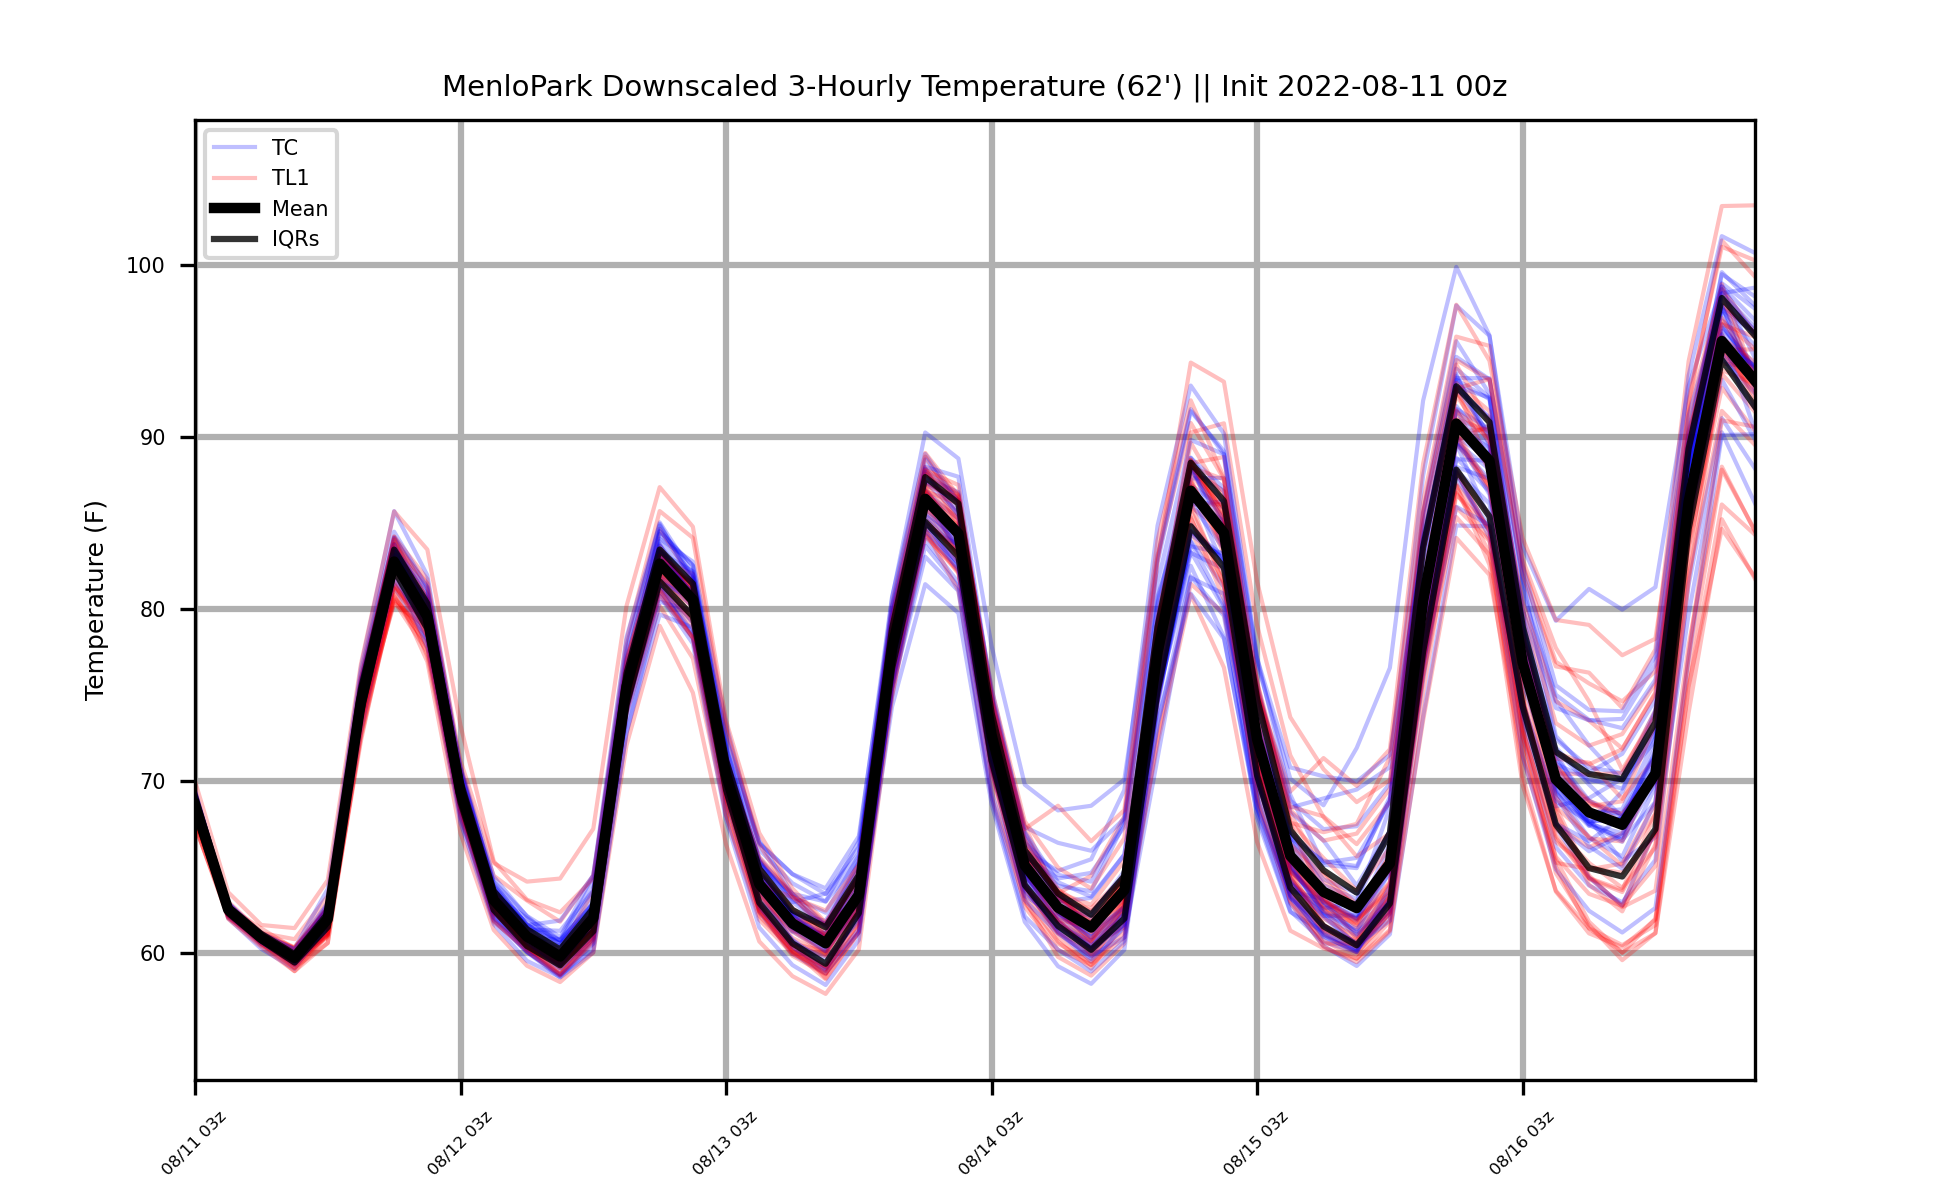 MenloPark Downscaled 3-Hourly Temperature (62') || Init 2022-08-11 00z
TC
TL1
Mean
IQRs
Temperature (F)
100
90
80
70
60
08/11 03z
08/12 03z
08/13 03z
08/14 03z
08/15 03z
08/16 03z